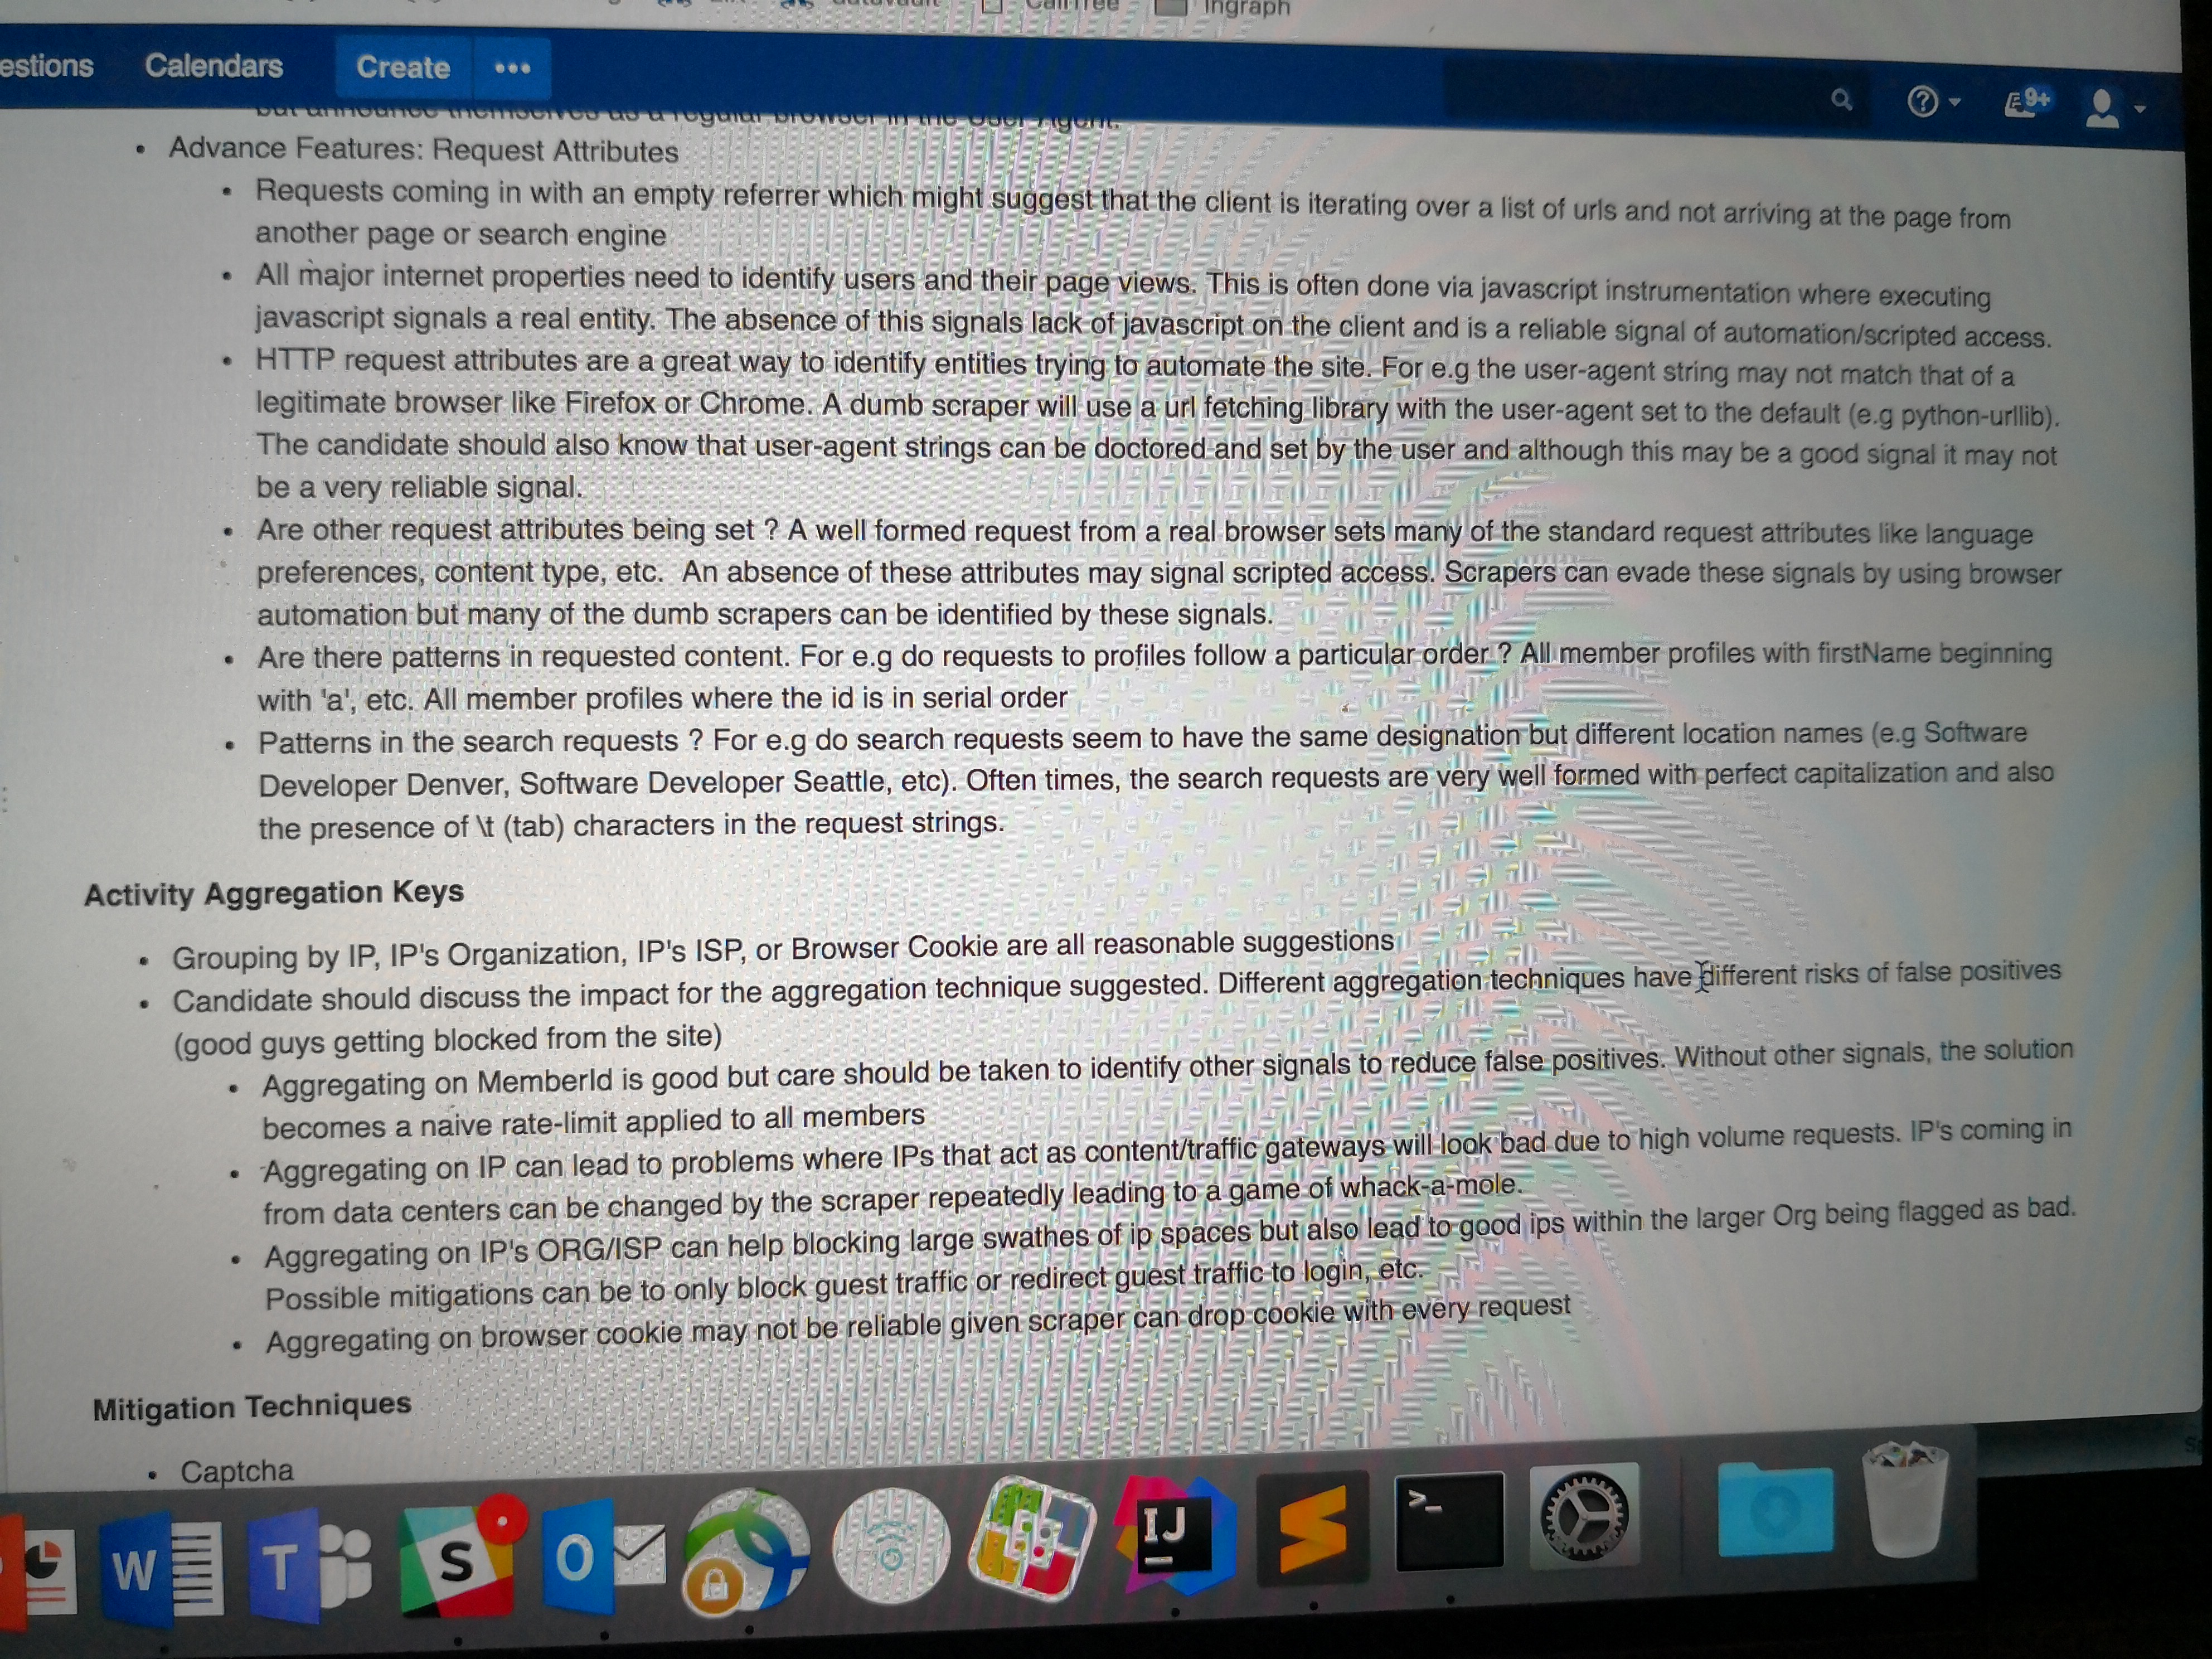 CallTree Ingraph
estions Calendars Create •••
9+
but announce themselves as a regular browser in the User Agent.
• Advance Features: Request Attributes
• Requests coming in with an empty referrer which might suggest that the client is iterating over a list of urls and not arriving at the page from
another page or search engine
• All major internet properties need to identify users and their page views. This is often done via javascript instrumentation where executing
javascript signals a real entity. The absence of this signals lack of javascript on the client and is a reliable signal of automation/scripted access.
• HTTP request attributes are a great way to identify entities trying to automate the site. For e.g the user-agent string may not match that of a
legitimate browser like Firefox or Chrome. A dumb scraper will use a url fetching library with the user-agent set to the default (e.g python-urllib).
The candidate should also know that user-agent strings can be doctored and set by the user and although this may be a good signal it may not
be a very reliable signal.
• Are other request attributes being set ? A well formed request from a real browser sets many of the standard request attributes like language
preferences, content type, etc. An absence of these attributes may signal scripted access. Scrapers can evade these signals by using browser
automation but many of the dumb scrapers can be identified by these signals.
• Are there patterns in requested content. For e.g do requests to profiles follow a particular order ? All member profiles with firstName beginning
with 'a', etc. All member profiles where the id is in serial order
• Patterns in the search requests ? For e.g do search requests seem to have the same designation but different location names (e.g Software
Developer Denver, Software Developer Seattle, etc). Often times, the search requests are very well formed with perfect capitalization and also
the presence of \t (tab) characters in the request strings.
Activity Aggregation Keys
• Grouping by IP, IP's Organization, IP's ISP, or Browser Cookie are all reasonable suggestions
• Candidate should discuss the impact for the aggregation technique suggested. Different aggregation techniques have different risks of false positives
(good guys getting blocked from the site)
• Aggregating on MemberId is good but care should be taken to identify other signals to reduce false positives. Without other signals, the solution
becomes a naive rate-limit applied to all members
• Aggregating on IP can lead to problems where IPs that act as content/traffic gateways will look bad due to high volume requests. IP's coming in
from data centers can be changed by the scraper repeatedly leading to a game of whack-a-mole.
• Aggregating on IP's ORG/ISP can help blocking large swathes of ip spaces but also lead to good ips within the larger Org being flagged as bad.
Possible mitigations can be to only block guest traffic or redirect guest traffic to login, etc.
• Aggregating on browser cookie may not be reliable given scraper can drop cookie with every request
Mitigation Techniques
• Captcha
W T S O IJ >_